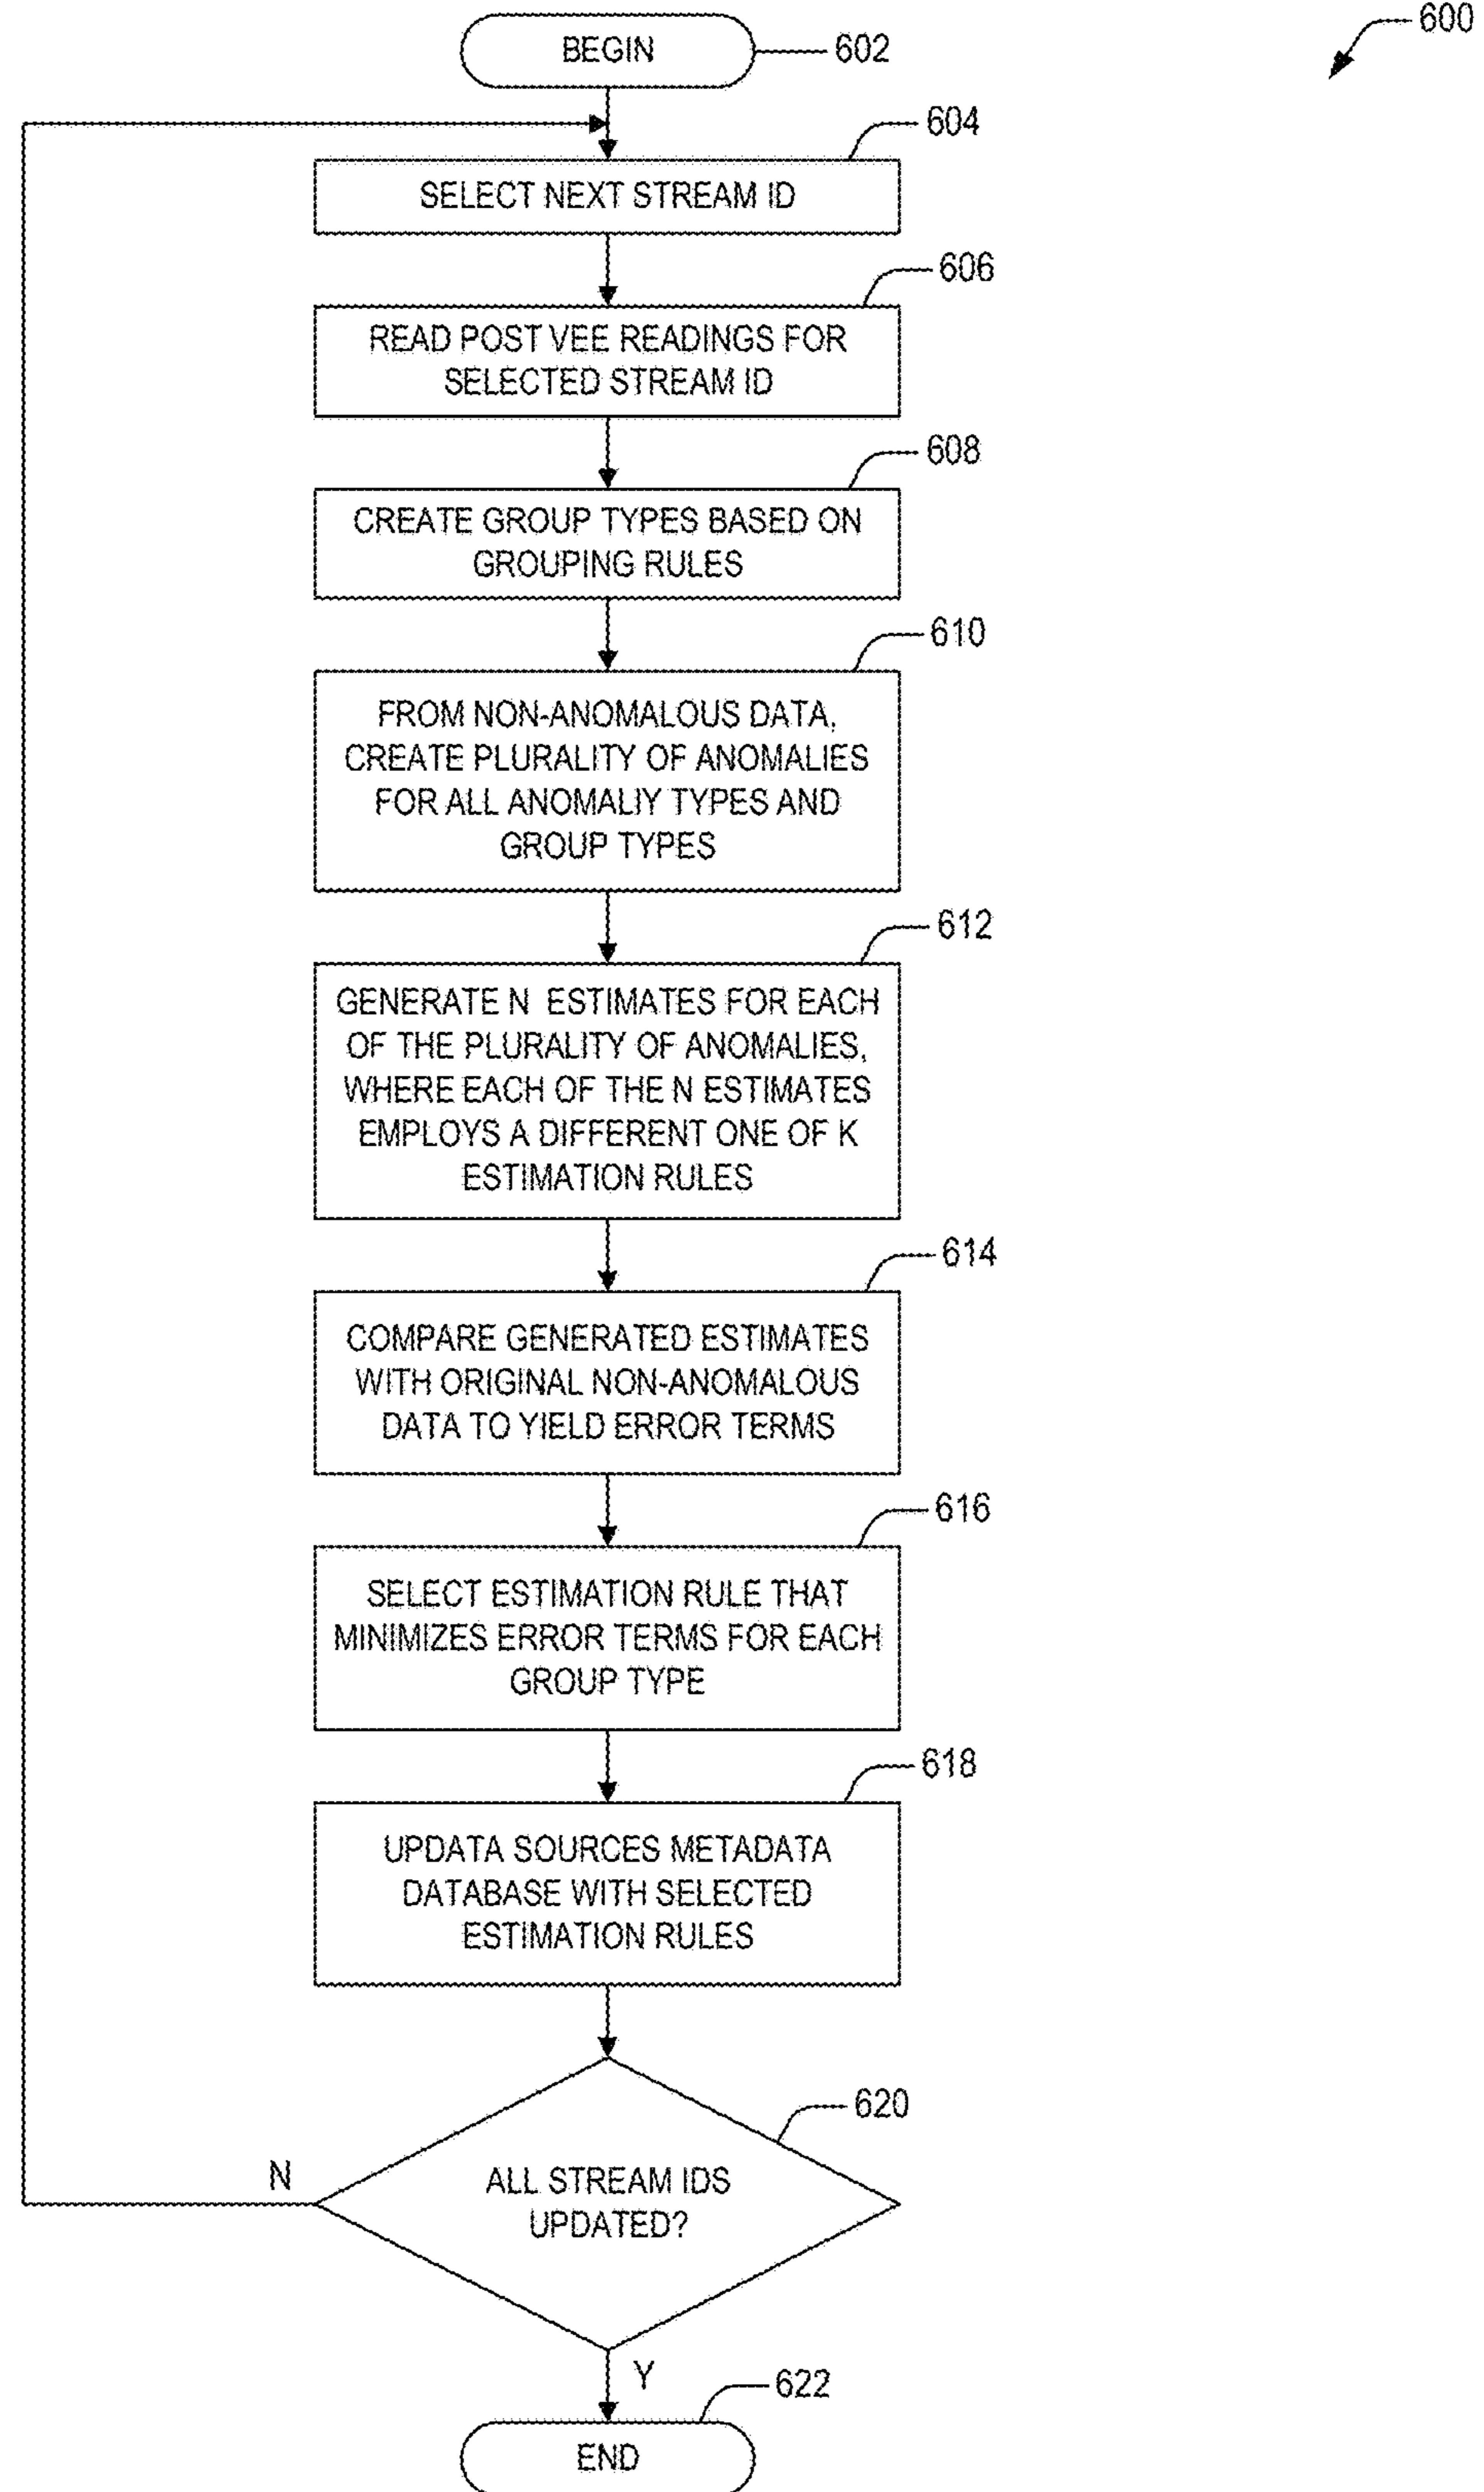 600
BEGIN
602
604
SELECT NEXT STREAM ID
606
READ POST VEE READINGS FOR
SELECTED STREAM ID
608
CREATE GROUP TYPES BASED ON
GROUPING RULES
610
FROM NON-ANOMALOUS DATA,
CREATE PLURALITY OF ANOMALIES
FOR ALL ANOMALIY TYPES AND
GROUP TYPES
612
GENERATE N ESTIMATES FOR EACH
OF THE PLURALITY OF ANOMALIES,
WHERE EACH OF THE N ESTIMATES
EMPLOYS A DIFFERENT ONE OF K
ESTIMATION RULES
614
COMPARE GENERATED ESTIMATES
WITH ORIGINAL NON-ANOMALOUS
DATA TO YIELD ERROR TERMS
616
SELECT ESTIMATION RULE THAT
MINIMIZES ERROR TERMS FOR EACH
GROUP TYPE
618
UPDATA SOURCES METADATA
DATABASE WITH SELECTED
ESTIMATION RULES
620
N
ALL STREAM IDS
UPDATED?
Y
622
END